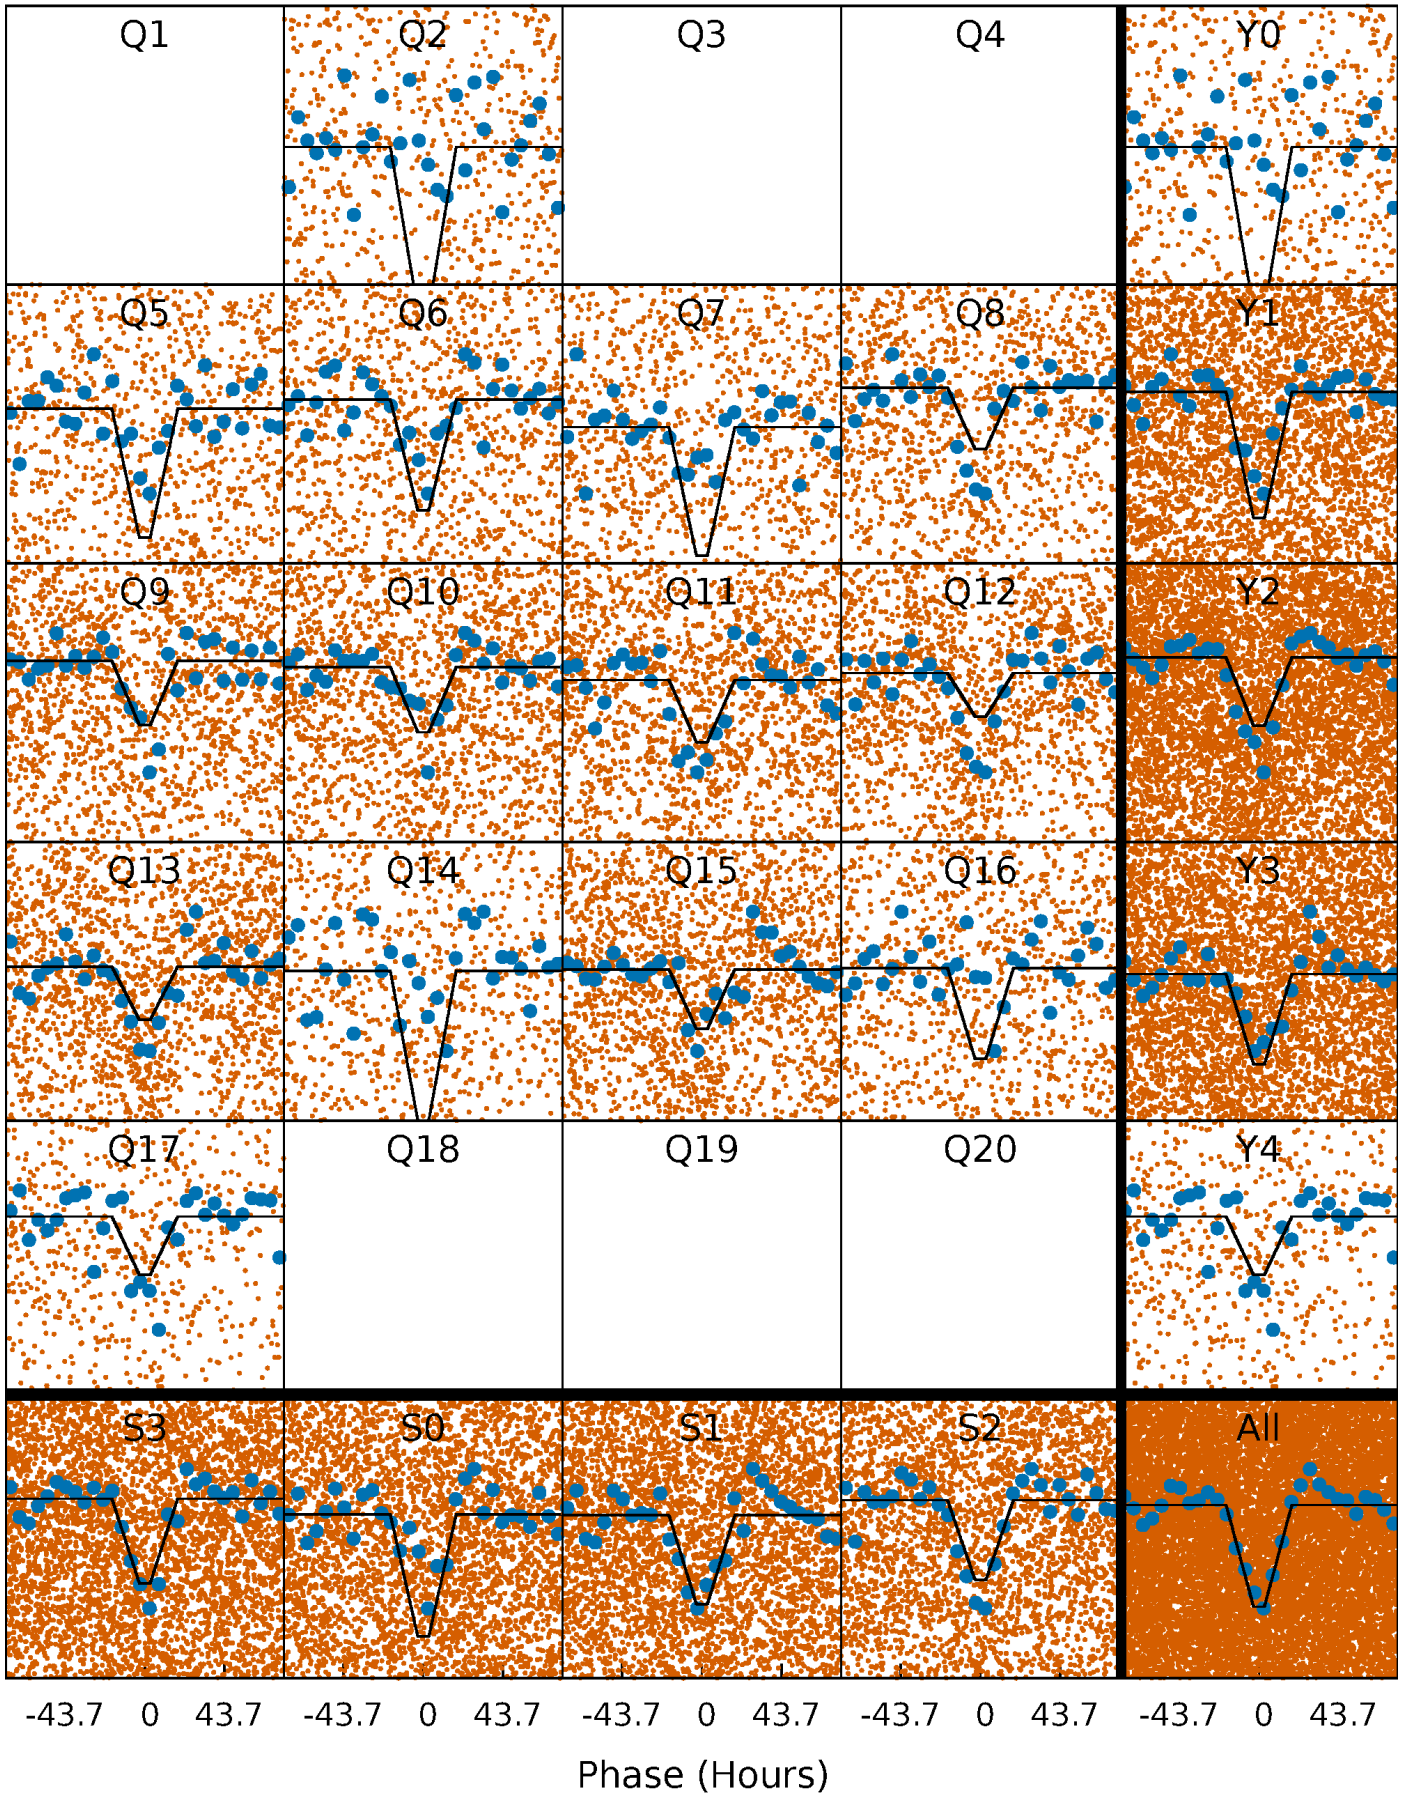 Q1 Q2 Q3 Q4 Y0
Q5 Q6 Q7 Q8 Y1
Q9 Q10 Q11 Q12 Y2
Q13 Q14 Q15 Q16 Y3
Q17 Q18 Q19 Q20 Y4
S3 S0 S1 S2 All
-43.7 0 43.7 -43.7 0 43.7 -43.7 0 43.7 -43.7 0 43.7 -43.7 0 43.7
Phase (Hours)